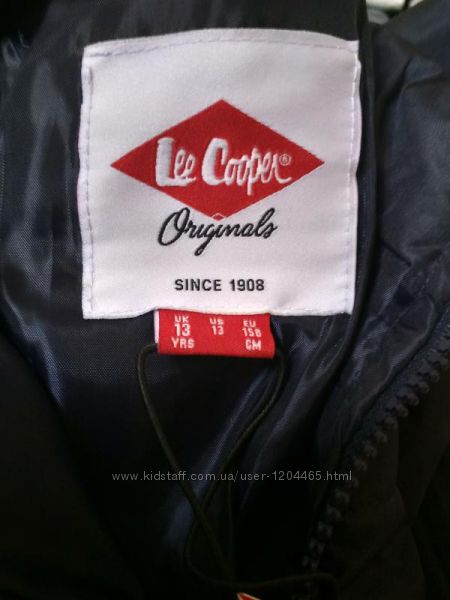 Lee Cooper®
Originals
SINCE 1908
UK US EU
13 13 158
YRS CM
www.kidstaff.com.ua/user-1204465.html